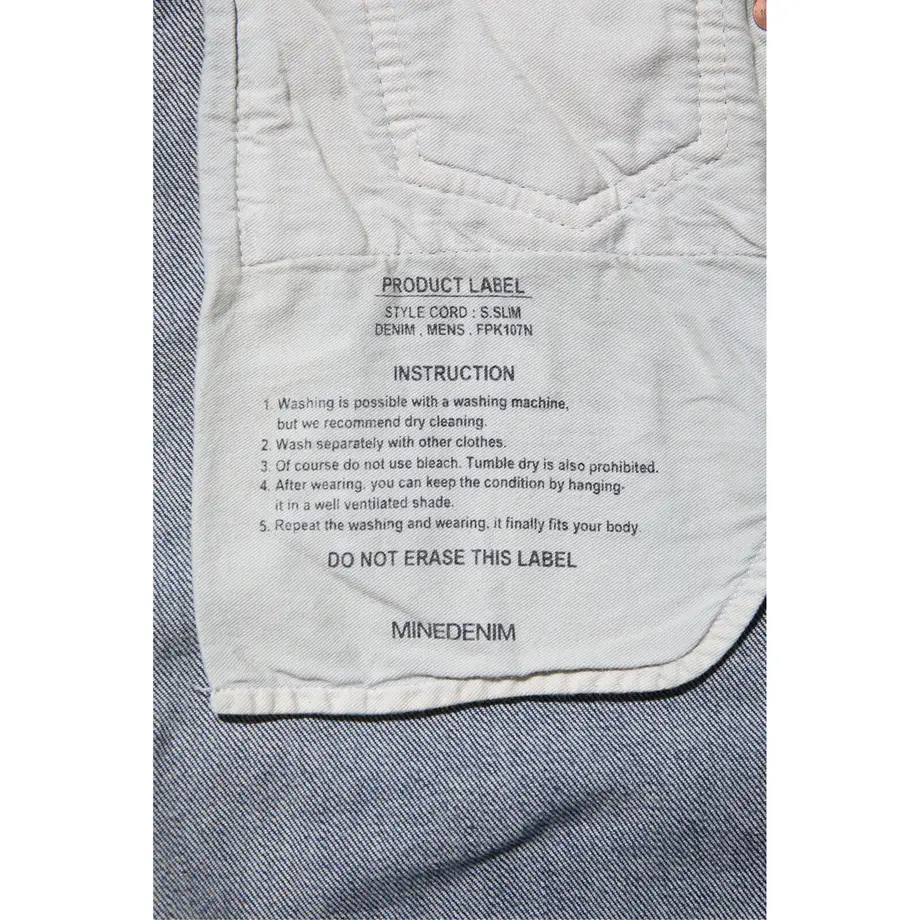 PRODUCT LABEL
STYLE CORD : S.SLIM
DENIM , MENS . FPK107N
INSTRUCTION
1. Washing is possible with a washing machine,
but we recommend dry cleaning.
2. Wash separately with other clothes.
3. Of course do not use bleach. Tumble dry is also prohibited.
4. After wearing, you can keep the condition by hanging.
it in a well ventilated shade.
5. Repeat the washing and wearing, it finally fits your body.
DO NOT ERASE THIS LABEL
MINEDENIM